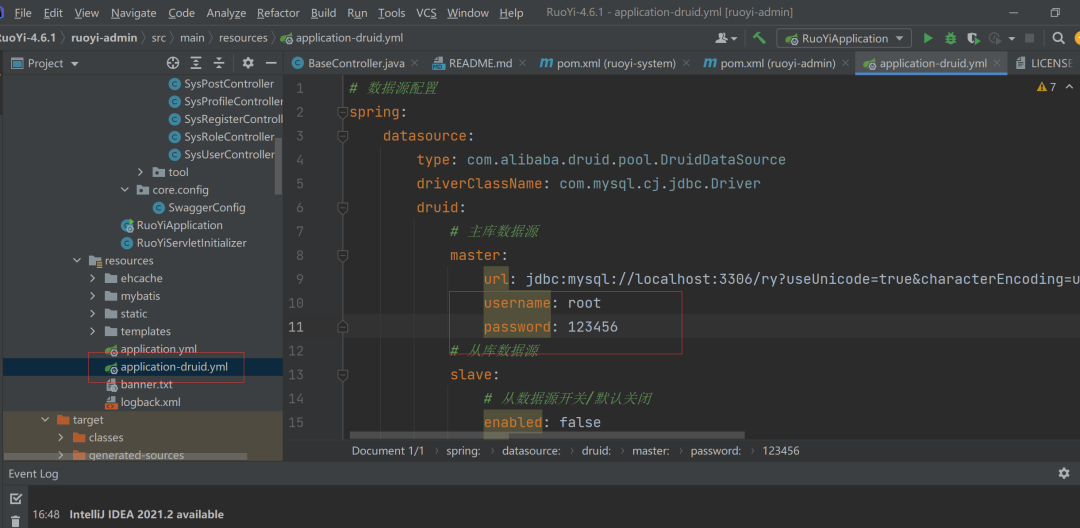 File Edit View Navigate Code Analyze Refactor Build Run Tools VCS Window Help RuoYi-4.6.1 - application-druid.yml [ruoyi-admin]
RuoYi-4.6.1 ruoyi-admin src main resources application-druid.yml RuoYiApplication
Project BaseController.java README.md pom.xml (ruoyi-system) pom.xml (ruoyi-admin) application-druid.yml LICENSE
SysPostController
SysProfileController
SysRegisterControll
SysRoleController
SysUserController
tool
core.config
SwaggerConfig
RuoYiApplication
RuoYiServletInitializer
resources
ehcache
mybatis
static
templates
application.yml
application-druid.yml
banner.txt
logback.xml
target
classes
generated-sources
7
1 # 数据源配置
2 spring:
3 datasource:
4 type: com.alibaba.druid.pool.DruidDataSource
5 driverClassName: com.mysql.cj.jdbc.Driver
6 druid:
7 # 主库数据源
8 master:
9 url: jdbc:mysql://localhost:3306/ry?useUnicode=true&characterEncoding=u
10 username: root
11 password: 123456
12 # 从库数据源
13 slave:
14 # 从数据源开关/默认关闭
15 enabled: false
Document 1/1 spring: datasource: druid: master: password: 123456
Event Log
16:48 IntelliJ IDEA 2021.2 available